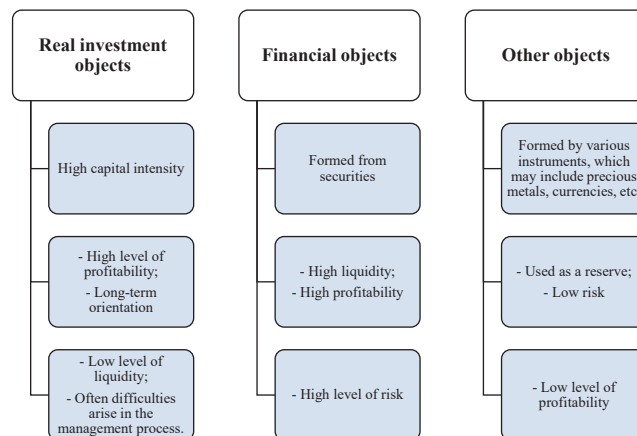 Real investment
objects
High capital intensity
- High level of
profitability;
- Long-term
orientation
- Low level of
liquidity;
- Often difficulties
arise in the
management process.
Financial objects
Formed from
securities
- High liquidity;
- High profitability
- High level of risk
Other objects
Formed by various
instruments, which
may include precious
metals, currencies, etc
- Used as a reserve;
- Low risk
- Low level of
profitability